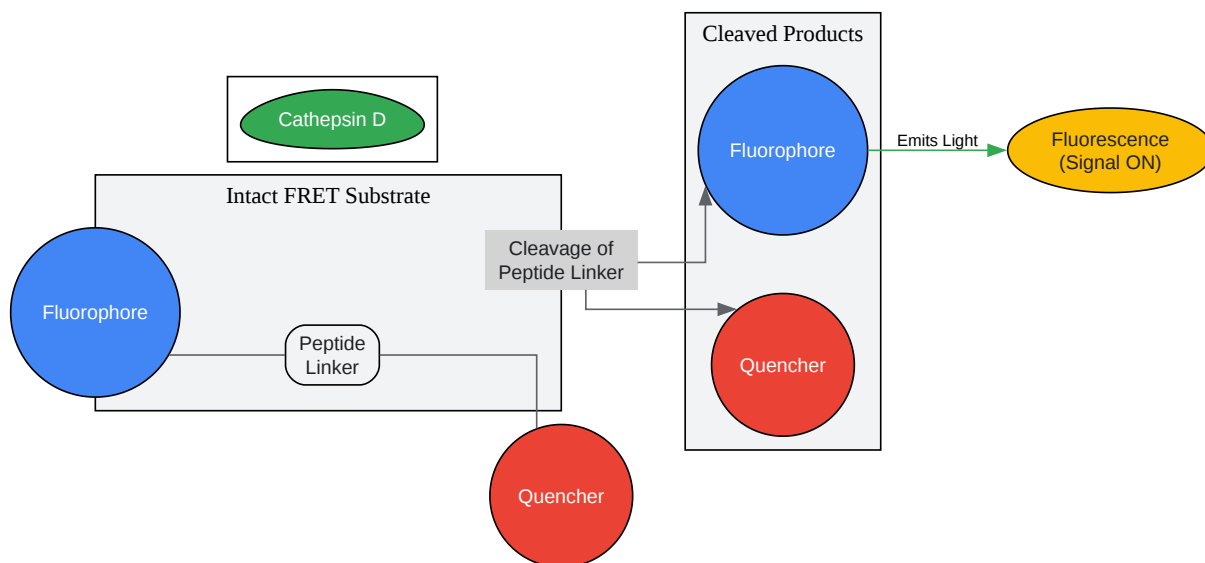 Cathepsin D
Intact FRET Substrate
Fluorophore
Peptide
Linker
Quencher
Cleavage of
Peptide Linker
Cleaved Products
Fluorophore
Quencher
Emits Light
Fluorescence
(Signal ON)